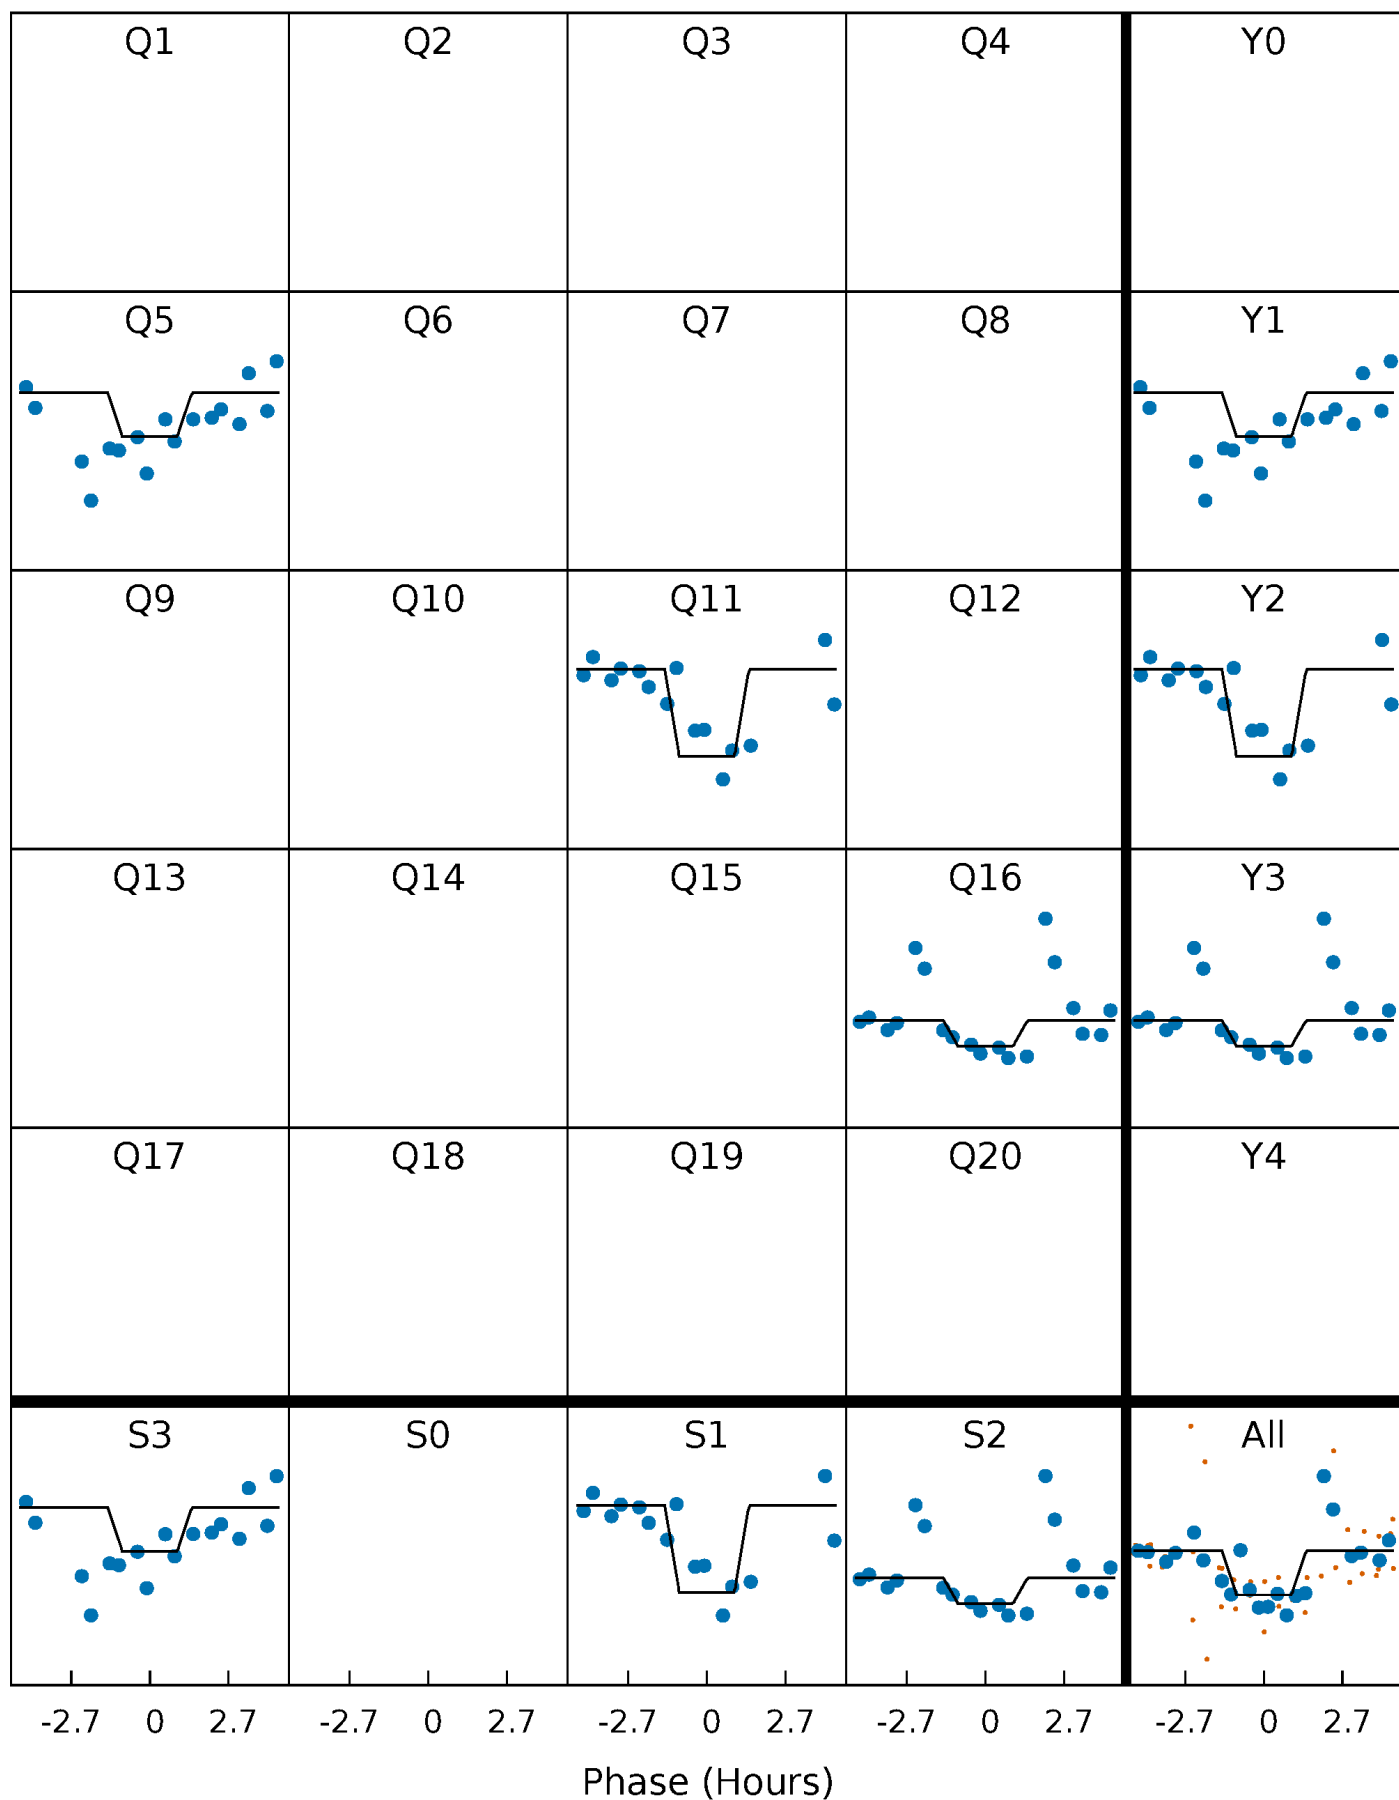 Q1 Q2 Q3 Q4 Y0
Q5 Q6 Q7 Q8 Y1
Q9 Q10 Q11 Q12 Y2
Q13 Q14 Q15 Q16 Y3
Q17 Q18 Q19 Q20 Y4
S3 S0 S1 S2 All
-2.7 0 2.7 -2.7 0 2.7 -2.7 0 2.7 -2.7 0 2.7 -2.7 0 2.7
Phase (Hours)